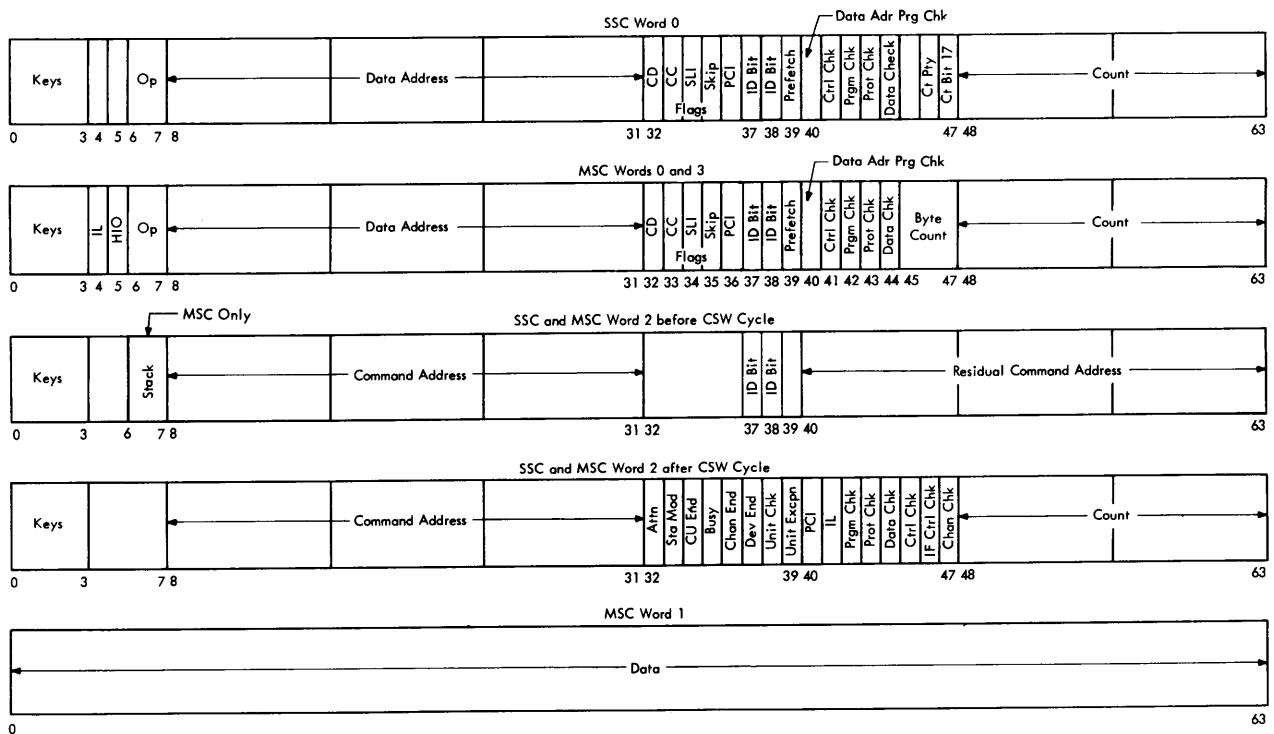 SSC Word 0
Data Adr Prg Chk
Keys Op Data Address CD CC SLI Skip PCI ID Bit ID Bit Prefetch Ctrl Chk Prgm Chk Prot Chk Data Check Ct Pty Ct Bit 17 Count
Flags
0 3 4 5 6 7 8 31 32 37 38 39 40 47 48 63
MSC Words 0 and 3
Data Adr Prg Chk
Keys IL HIO Op Data Address CD CC SLI Skip PCI ID Bit ID Bit Prefetch Ctrl Chk Prgm Chk Prot Chk Data Chk Byte Count Count
Flags
0 3 4 5 6 7 8 31 32 33 34 35 36 37 38 39 40 41 42 43 44 45 47 48 63
MSC Only
SSC and MSC Word 2 before CSW Cycle
Keys Stack Command Address ID Bit ID Bit Residual Command Address
0 3 6 7 8 31 32 37 38 39 40 63
SSC and MSC Word 2 after CSW Cycle
Keys Command Address Attn Sta Mod CU End Busy Chan End Dev End Unit Chk Unit Excpn PCI IL Prgm Chk Prot Chk Data Chk Ctrl Chk IF Ctrl Chk Chan Chk Count
0 3 7 8 31 32 39 40 47 48 63
MSC Word 1
Data
0 63